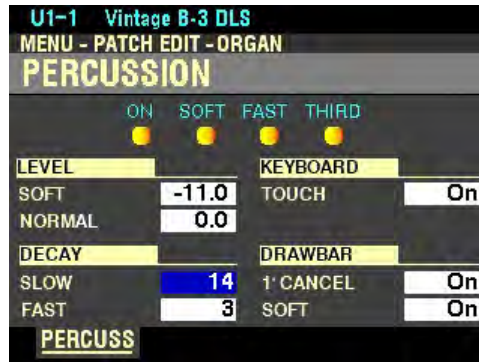 U1-1 Vintage B-3 DLS
MENU - PATCH EDIT - ORGAN
PERCUSSION
ON SOFT FAST THIRD
LEVEL
SOFT -11.0
NORMAL 0.0
KEYBOARD
TOUCH On
DECAY
SLOW 14
FAST 3
DRAWBAR
1' CANCEL On
SOFT On
PERCUSS